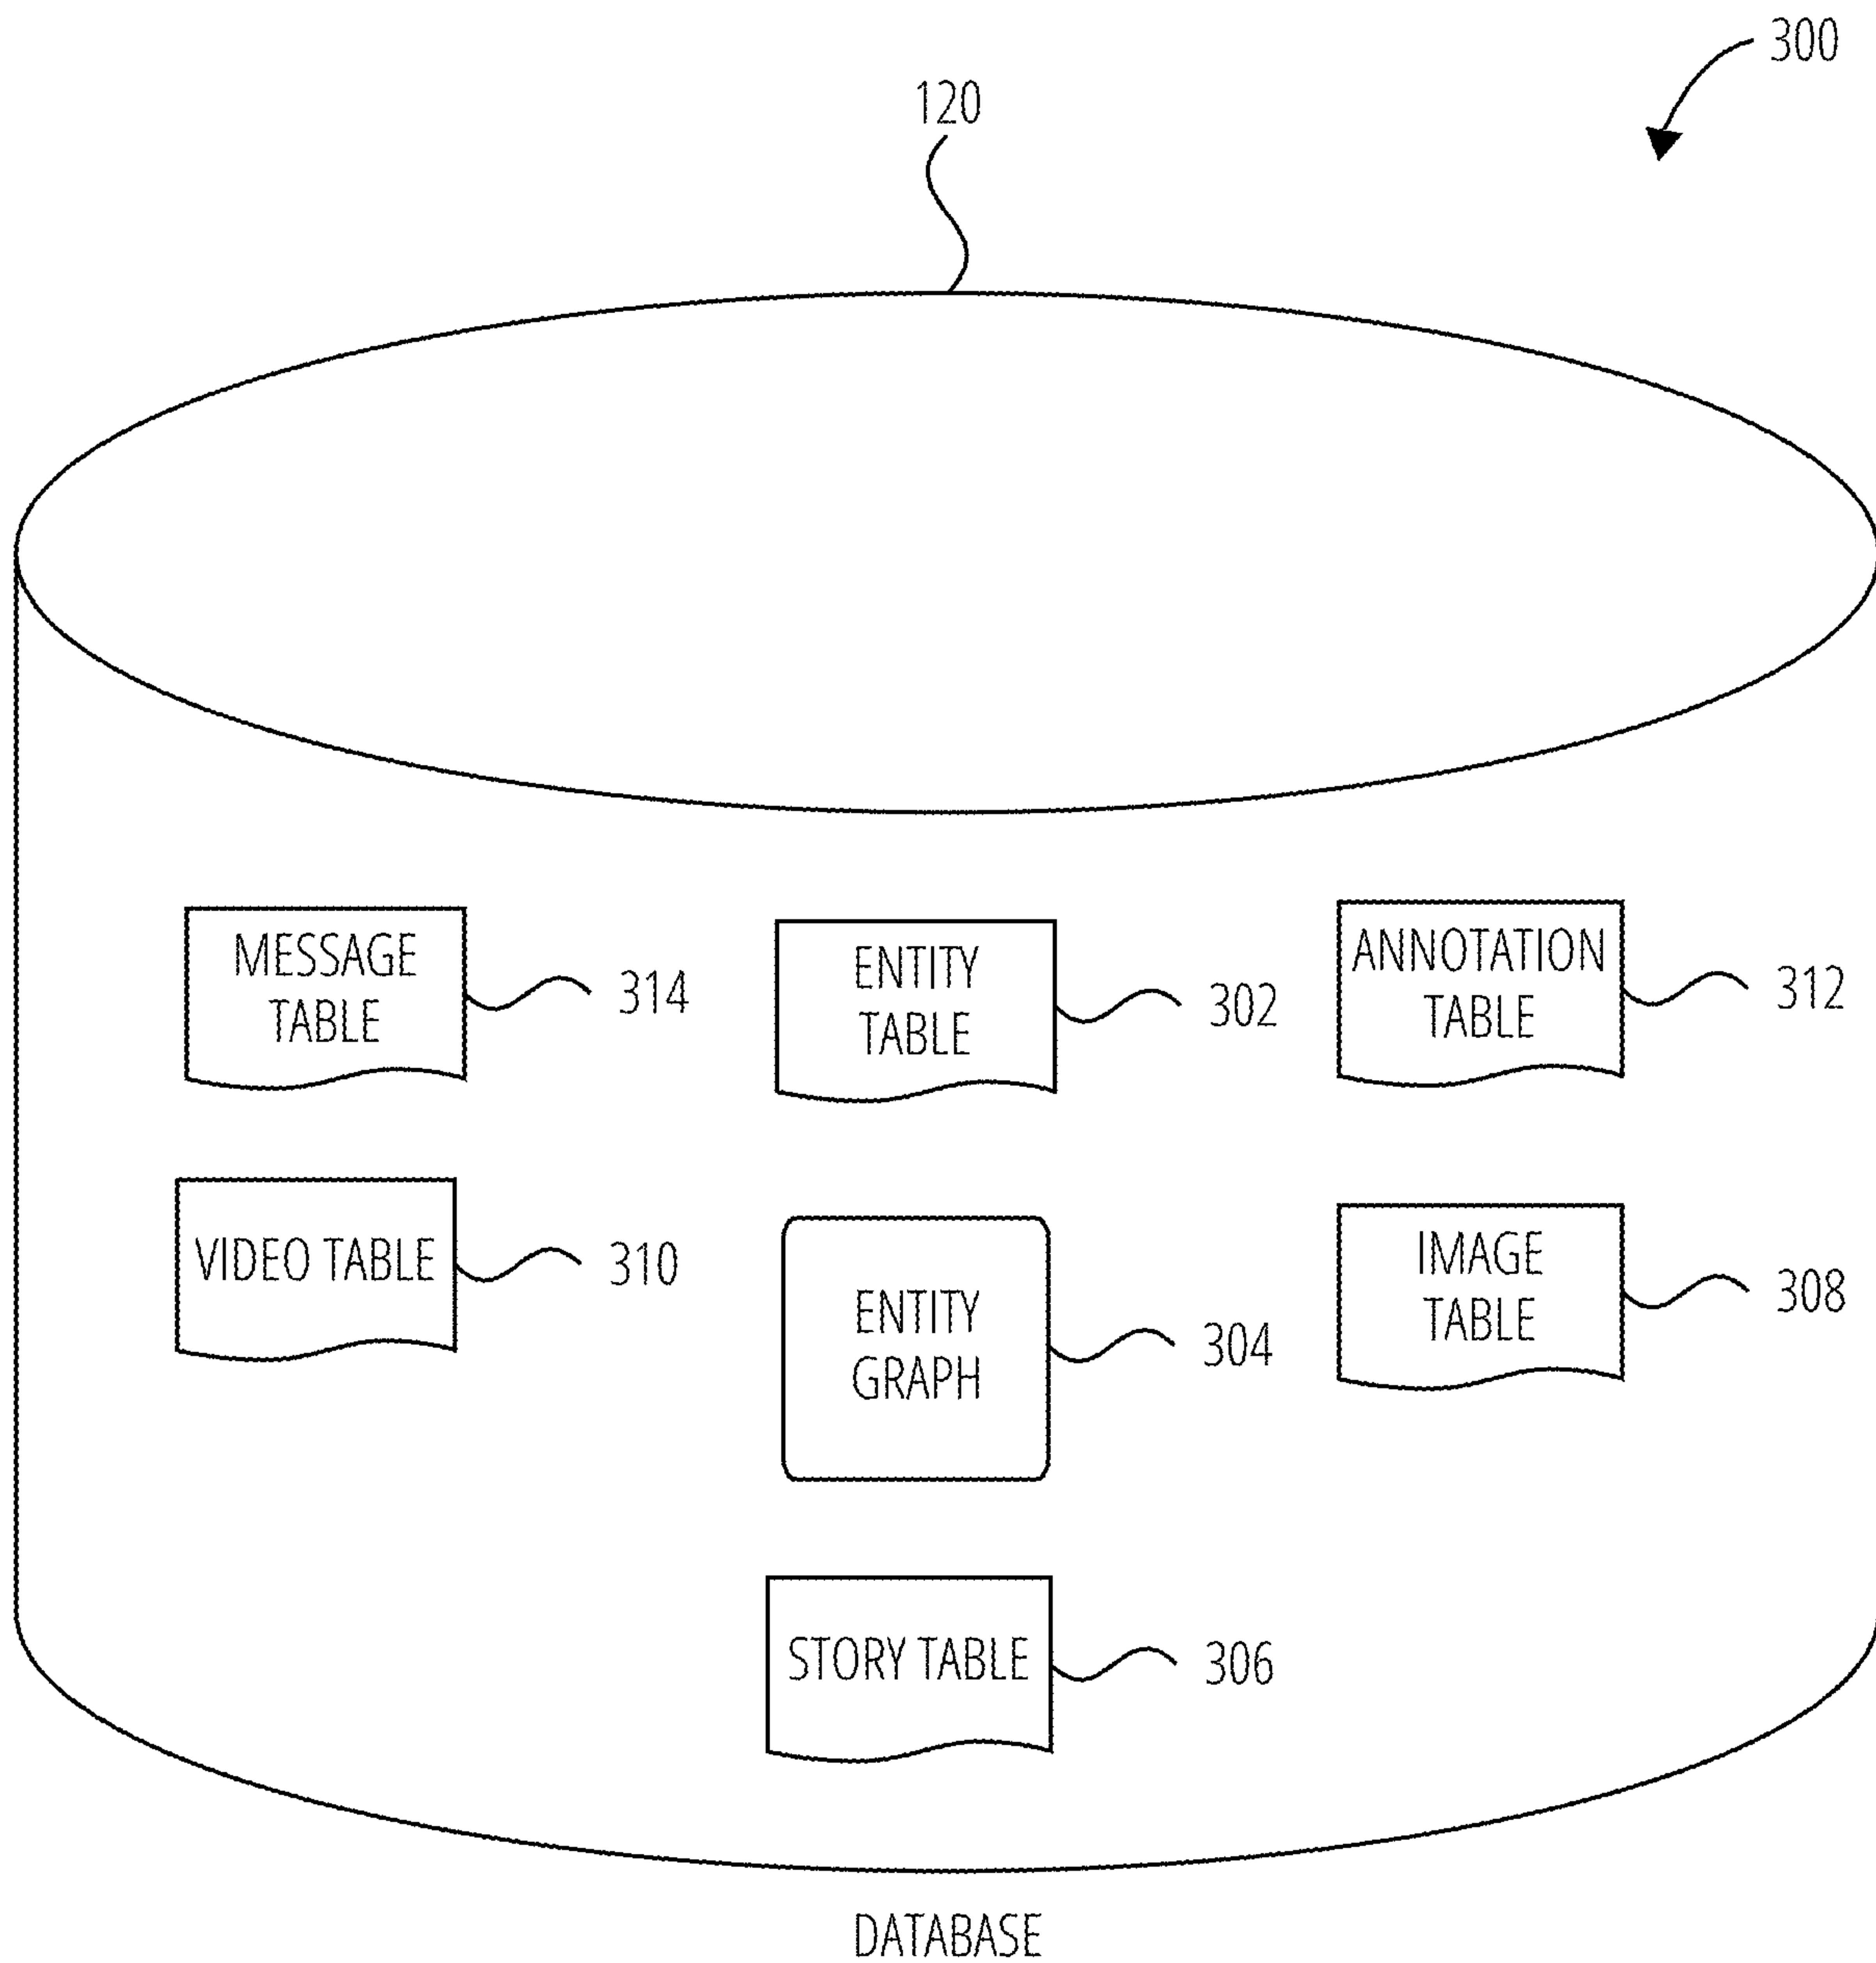 300
120
MESSAGE
TABLE
314
ENTITY
TABLE
302
ANNOTATION
TABLE
312
VIDEO TABLE
310
ENTITY
GRAPH
304
IMAGE
TABLE
308
STORY TABLE
306
DATABASE